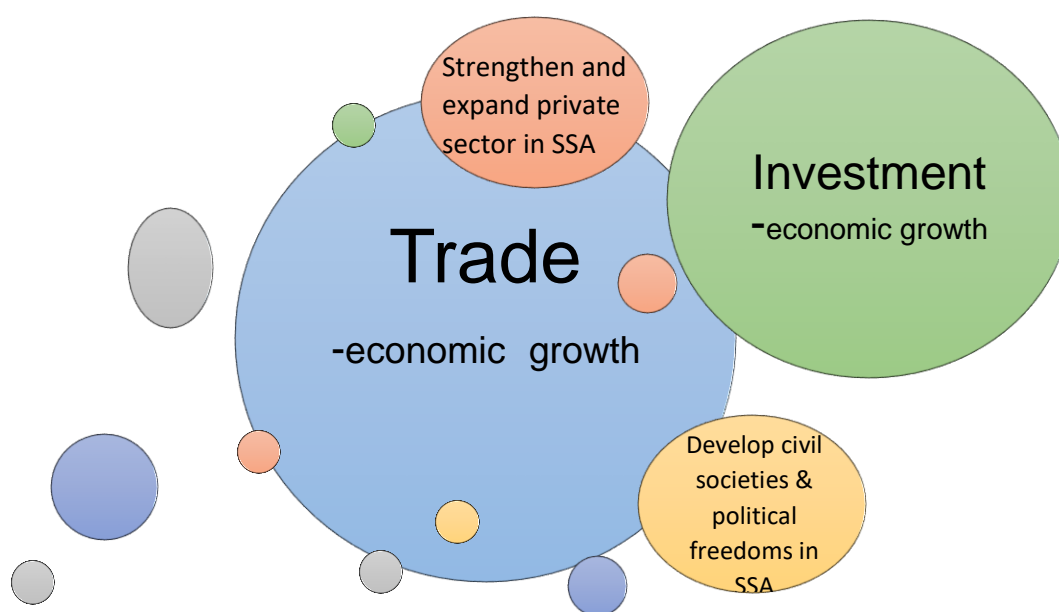 Strengthen and
expand private
sector in SSA
Investment
-economic growth
Trade
-economic growth
Develop civil
societies &
political
freedoms in
SSA